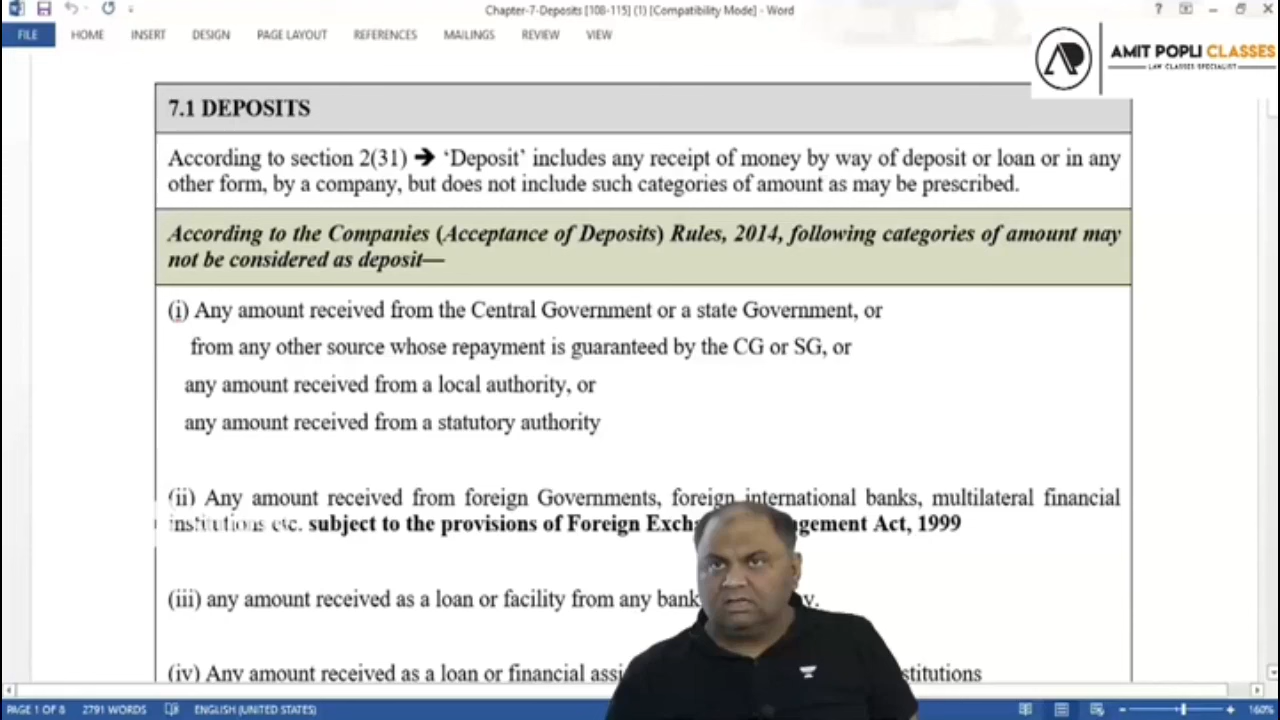 Chapter-7-Deposits [108-115] (1) [Compatibility Mode] - Word
FILE HOME INSERT DESIGN PAGE LAYOUT REFERENCES MAILINGS REVIEW VIEW
AMIT POPLI CLASSES
LAW CLASSES SPECIALIST
7.1 DEPOSITS
According to section 2(31) ➔ ‘Deposit’ includes any receipt of money by way of deposit or loan or in any
other form, by a company, but does not include such categories of amount as may be prescribed.
According to the Companies (Acceptance of Deposits) Rules, 2014, following categories of amount may
not be considered as deposit—
(i) Any amount received from the Central Government or a state Government, or
from any other source whose repayment is guaranteed by the CG or SG, or
any amount received from a local authority, or
any amount received from a statutory authority
(ii) Any amount received from foreign Governments, foreign international banks, multilateral financial
institutions etc. subject to the provisions of Foreign Act, 1999
(iii) any amount received as a loan or facility from any
(iv) Any amount received as a loan or financial
PAGE 1 OF 8 2791 WORDS ENGLISH (UNITED STATES) 160%